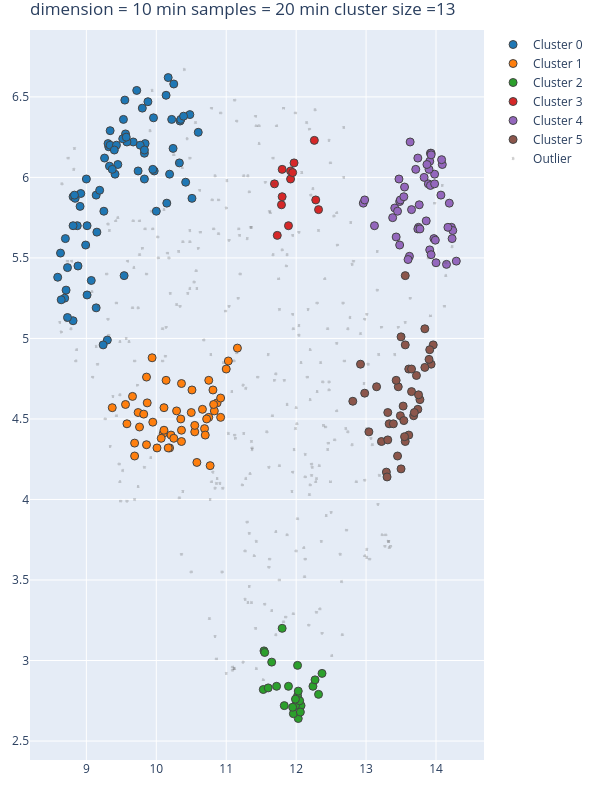 dimension = 10 min samples = 20 min cluster size =13
Cluster 0
Cluster 1
Cluster 2
Cluster 3
Cluster 4
Cluster 5
Outlier
6.5
6
5.5
5
4.5
4
3.5
3
2.5
9 10 11 12 13 14